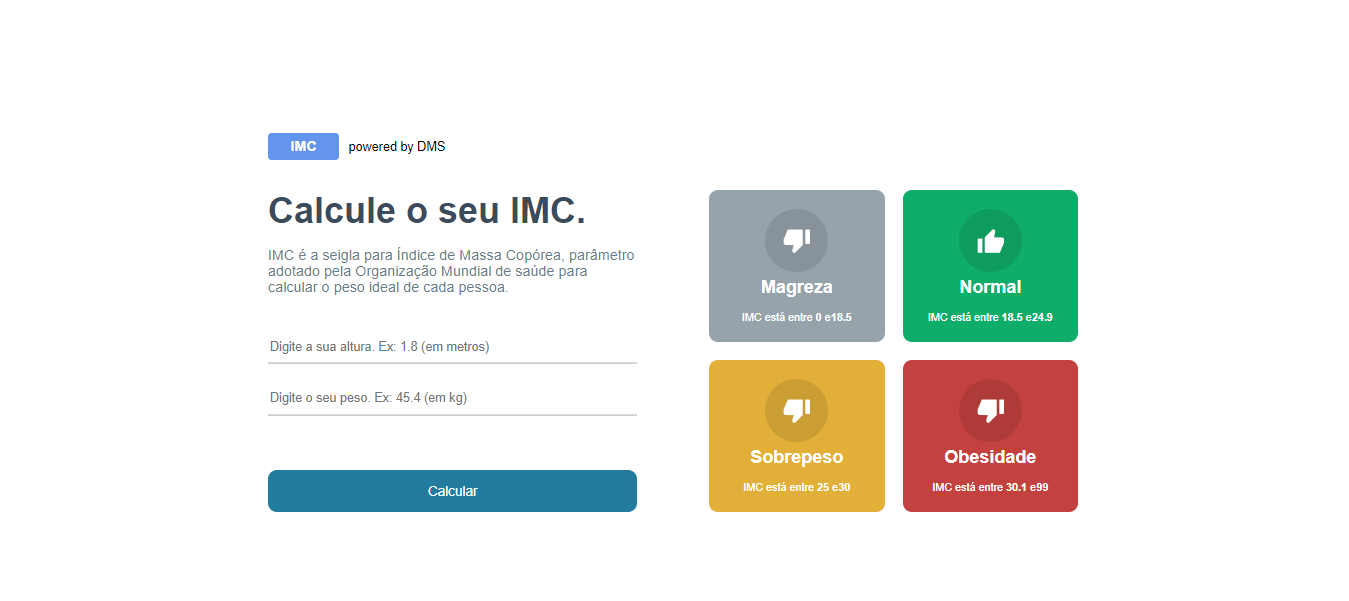 IMC powered by DMS
Calcule o seu IMC.
IMC é a seigla para Índice de Massa Copórea, parâmetro
adotado pela Organização Mundial de saúde para
calcular o peso ideal de cada pessoa.
Digite a sua altura. Ex: 1.8 (em metros)
Digite o seu peso. Ex: 45.4 (em kg)
Calcular
Magreza
IMC está entre 0 e18.5
Normal
IMC está entre 18.5 e24.9
Sobrepeso
IMC está entre 25 e30
Obesidade
IMC está entre 30.1 e99